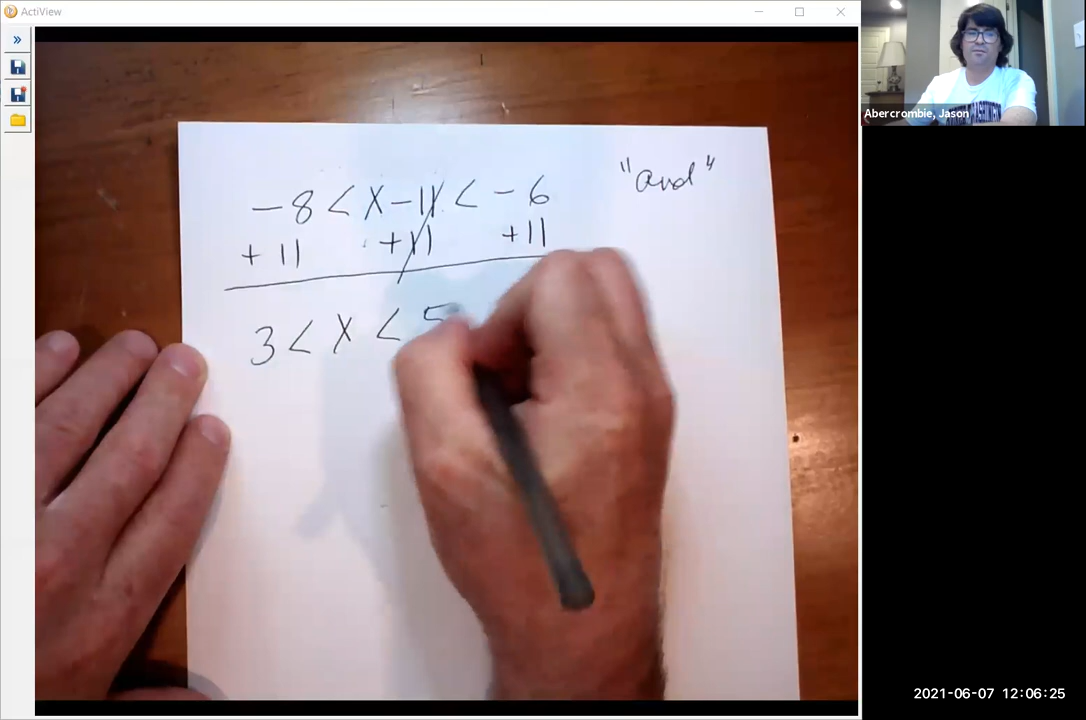 ActiView
Abercrombie, Jason
-8 < x - 11 < -6 "and"
+11 +11 +11
3 < x < 5
2021-06-07 12:06:25